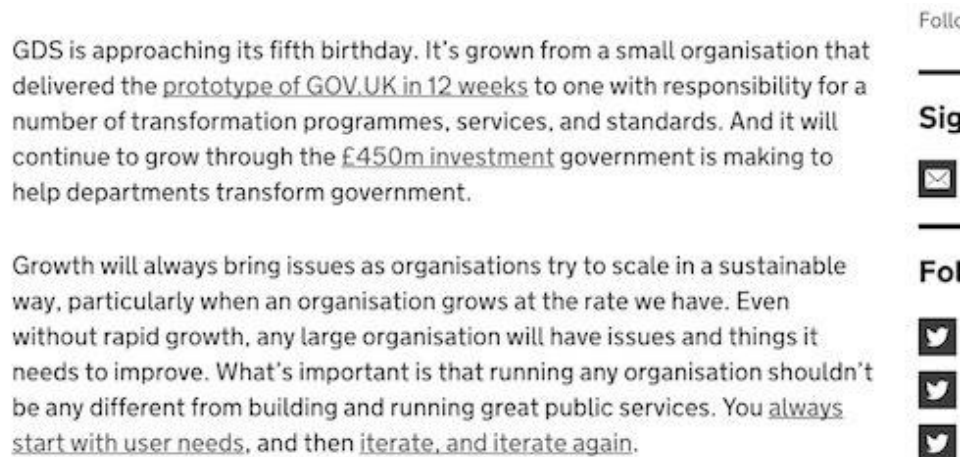 GDS is approaching its fifth birthday. It's grown from a small organisation that
delivered the prototype of GOV.UK in 12 weeks to one with responsibility for a
number of transformation programmes, services, and standards. And it will
continue to grow through the £450m investment government is making to
help departments transform government.
Growth will always bring issues as organisations try to scale in a sustainable
way, particularly when an organisation grows at the rate we have. Even
without rapid growth, any large organisation will have issues and things it
needs to improve. What's important is that running any organisation shouldn't
be any different from building and running great public services. You always
start with user needs, and then iterate, and iterate again.
Follo
Sig
Fol